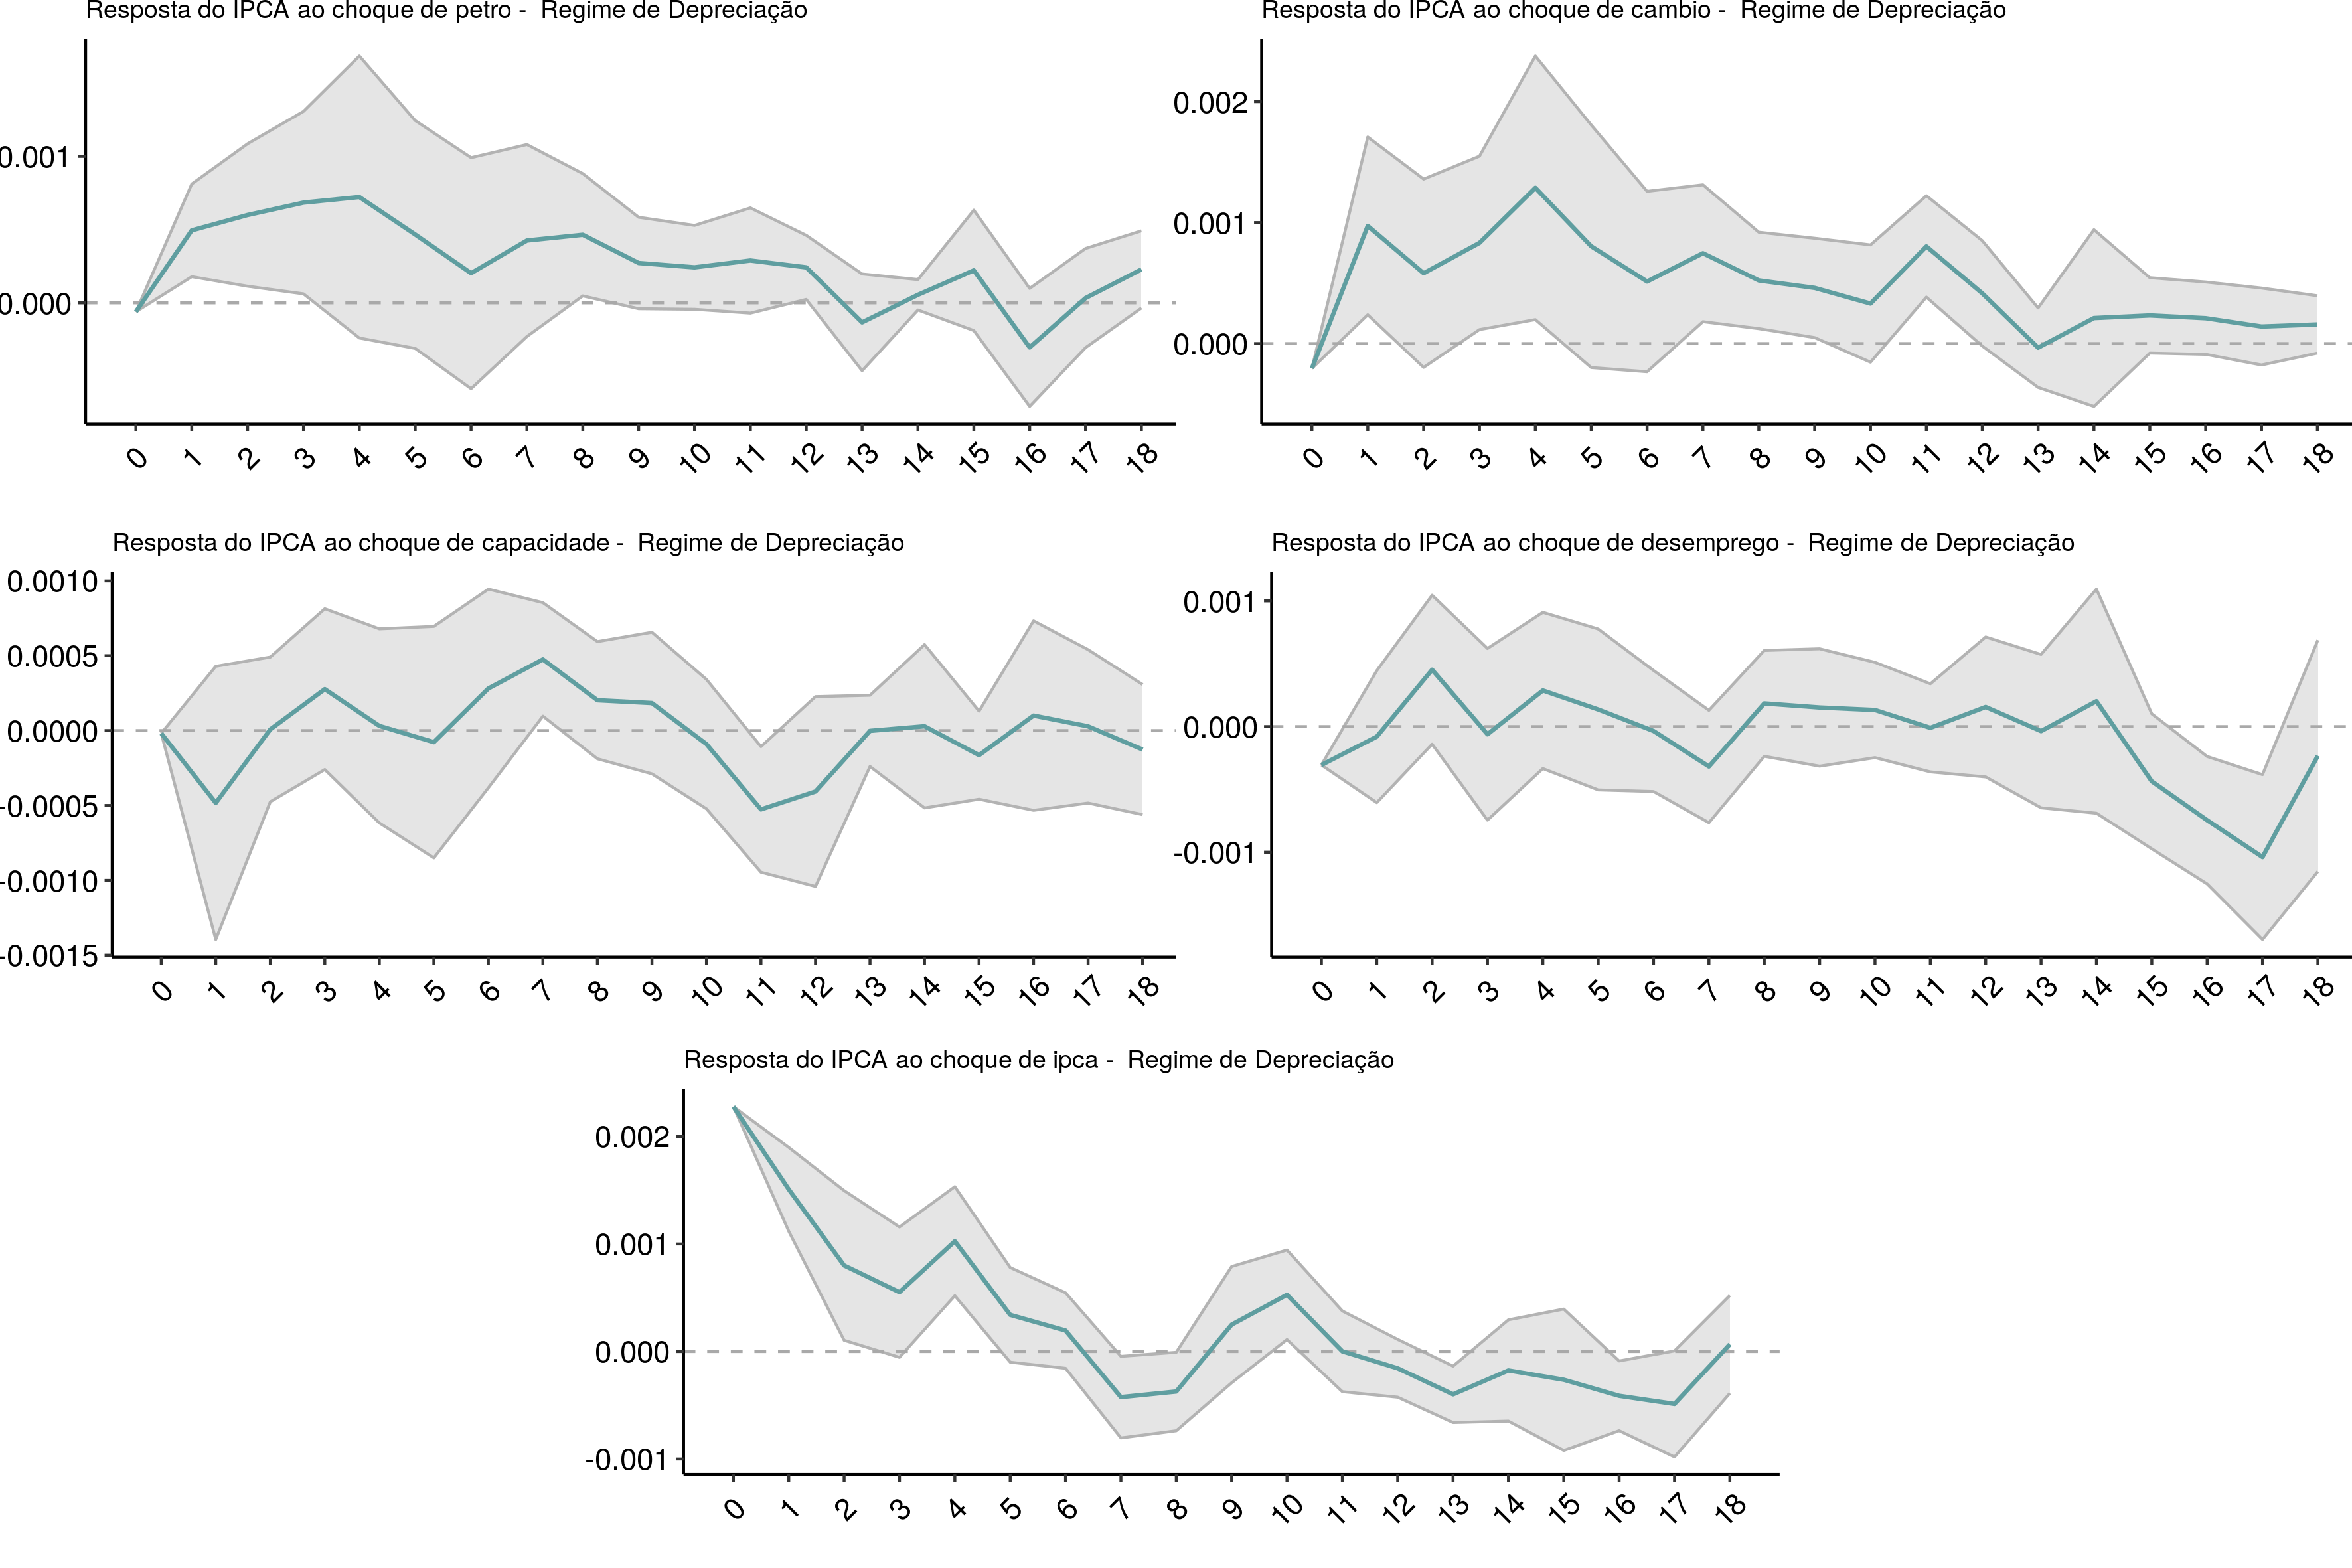 Resposta do IPCA ao choque de petro - Regime de Depreciação
0.001
0.000
0 1 2 3 4 5 6 7 8 9 10 11 12 13 14 15 16 17 18
Resposta do IPCA ao choque de cambio - Regime de Depreciação
0.002
0.001
0.000
0 1 2 3 4 5 6 7 8 9 10 11 12 13 14 15 16 17 18
Resposta do IPCA ao choque de capacidade - Regime de Depreciação
0.0010
0.0005
0.0000
-0.0005
-0.0010
-0.0015
0 1 2 3 4 5 6 7 8 9 10 11 12 13 14 15 16 17 18
Resposta do IPCA ao choque de desemprego - Regime de Depreciação
0.001
0.000
-0.001
0 1 2 3 4 5 6 7 8 9 10 11 12 13 14 15 16 17 18
Resposta do IPCA ao choque de ipca - Regime de Depreciação
0.002
0.001
0.000
-0.001
0 1 2 3 4 5 6 7 8 9 10 11 12 13 14 15 16 17 18